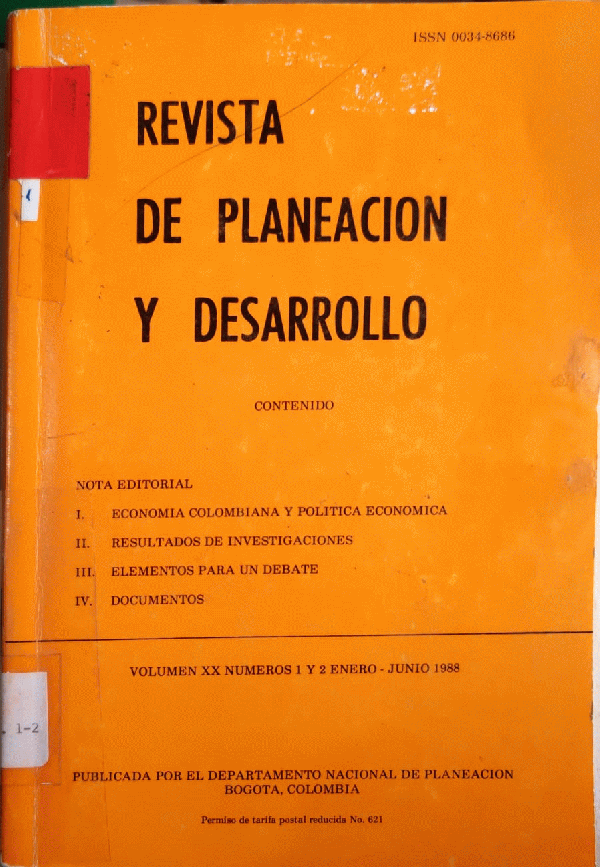 ISSN 0034-8686
REVISTA
DE PLANEACION
Y DESARROLLO
CONTENIDO
NOTA EDITORIAL
I. ECONOMIA COLOMBIANA Y POLITICA ECONOMICA
II. RESULTADOS DE INVESTIGACIONES
III. ELEMENTOS PARA UN DEBATE
IV. DOCUMENTOS
VOLUMEN XX NUMEROS 1 Y 2 ENERO - JUNIO 1988
. 1-2
PUBLICADA POR EL DEPARTAMENTO NACIONAL DE PLANEACION
BOGOTA, COLOMBIA
Permiso de tarifa postal reducida No. 621